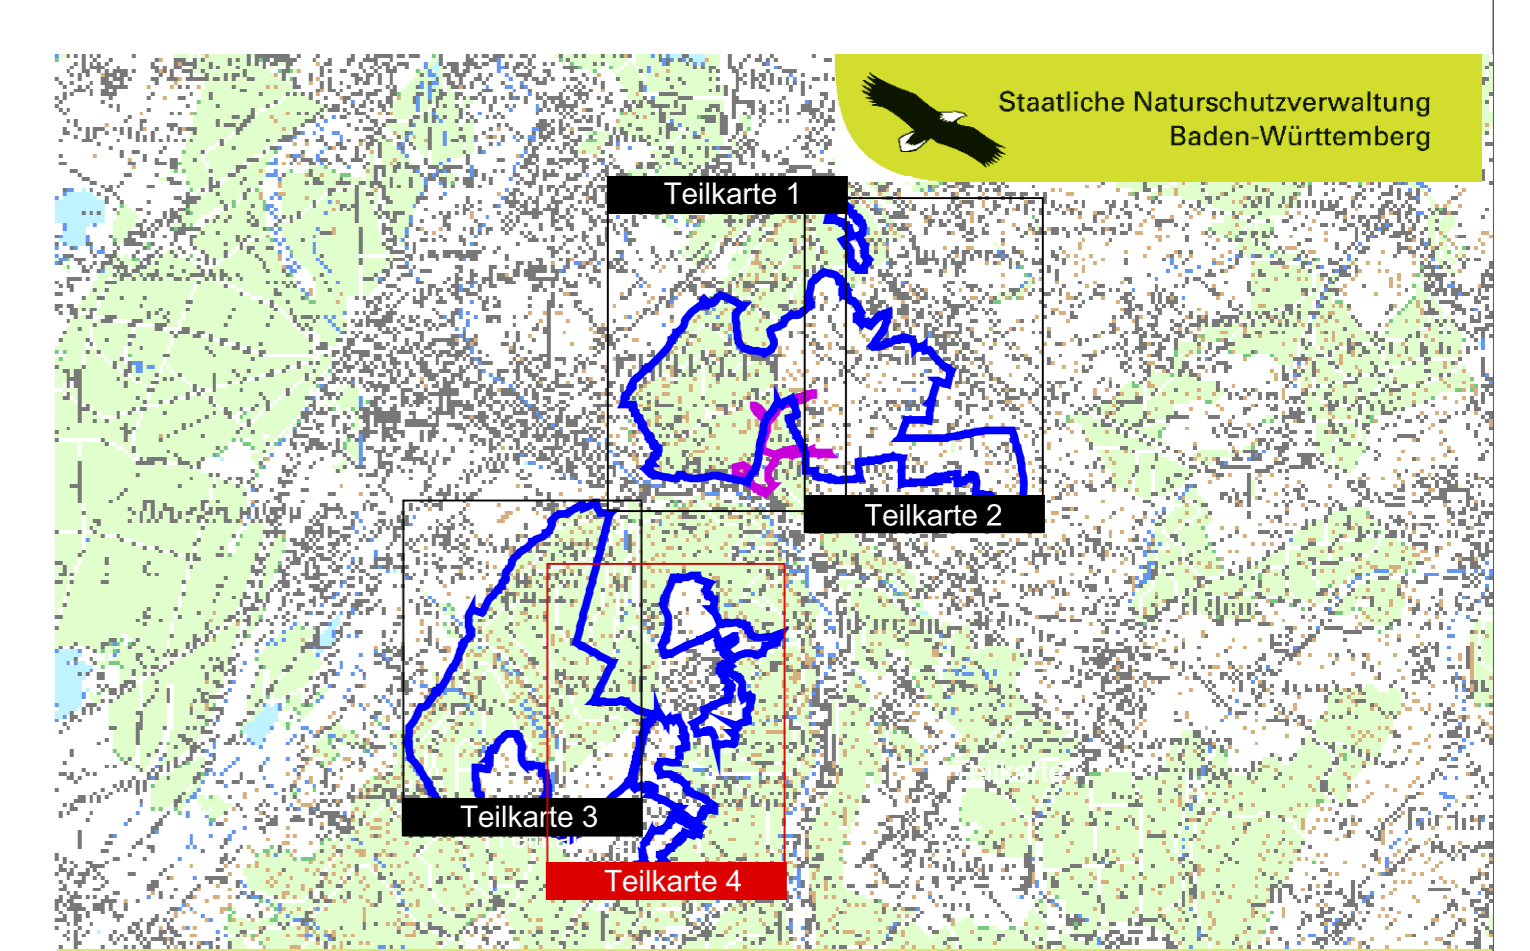 Staatliche Naturschutzverwaltung
Baden-Württemberg
Teilkarte 1
Teilkarte 2
Teilkarte 3
Teilkarte 4